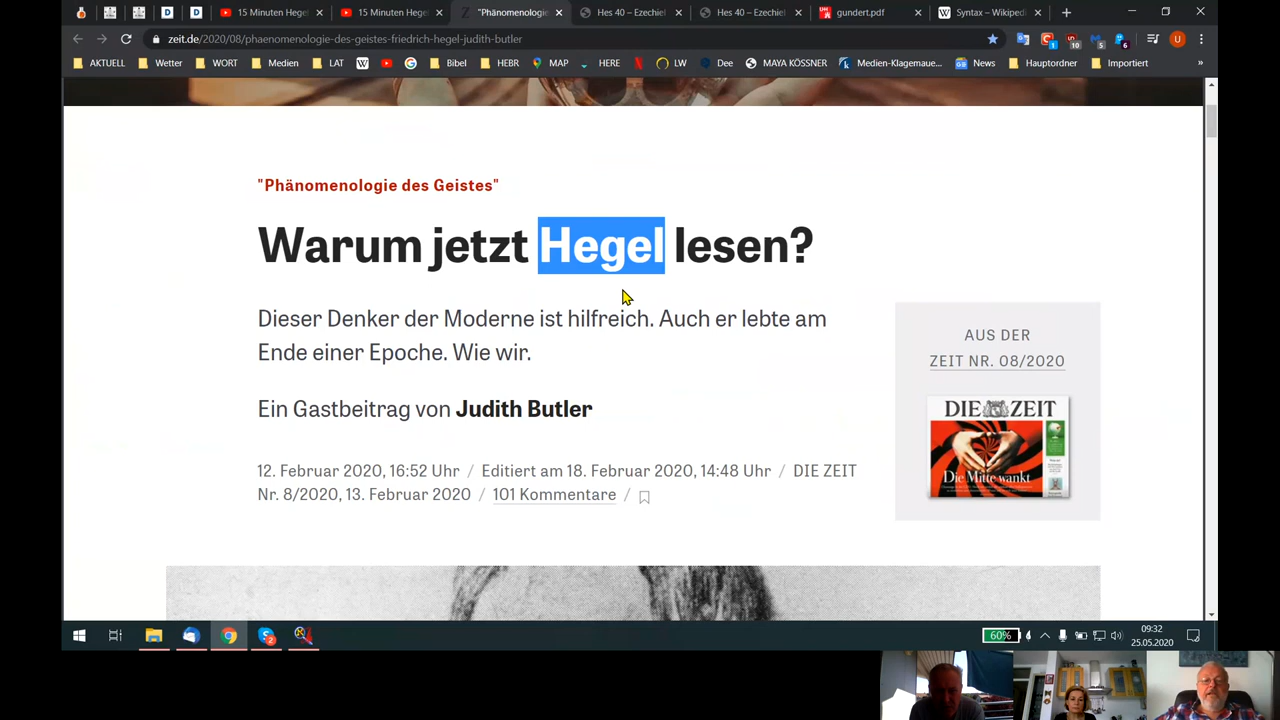 15 Minuten Hegel
15 Minuten Hegel
"Phänomenologie
Hes 40 – Ezechiel
Hes 40 – Ezechiel
gundert.pdf
Syntax – Wikiped
zeit.de/2020/08/phaenomenologie-des-geistes-friedrich-hegel-judith-butler
AKTUELL
Wetter
WORT
Medien
LAT
Bibel
HEBR
MAP
HERE
LW
Dee
MAYA KÖSSNER
Medien-Klagemaue...
News
Hauptordner
Importiert
"Phänomenologie des Geistes"
Warum jetzt Hegel lesen?
Dieser Denker der Moderne ist hilfreich. Auch er lebte am
Ende einer Epoche. Wie wir.
Ein Gastbeitrag von Judith Butler
12. Februar 2020, 16:52 Uhr / Editiert am 18. Februar 2020, 14:48 Uhr / DIE ZEIT
Nr. 8/2020, 13. Februar 2020 / 101 Kommentare /
AUS DER
ZEIT NR. 08/2020
DIE ZEIT
Die Mitte wankt
60%
09:32
25.05.2020